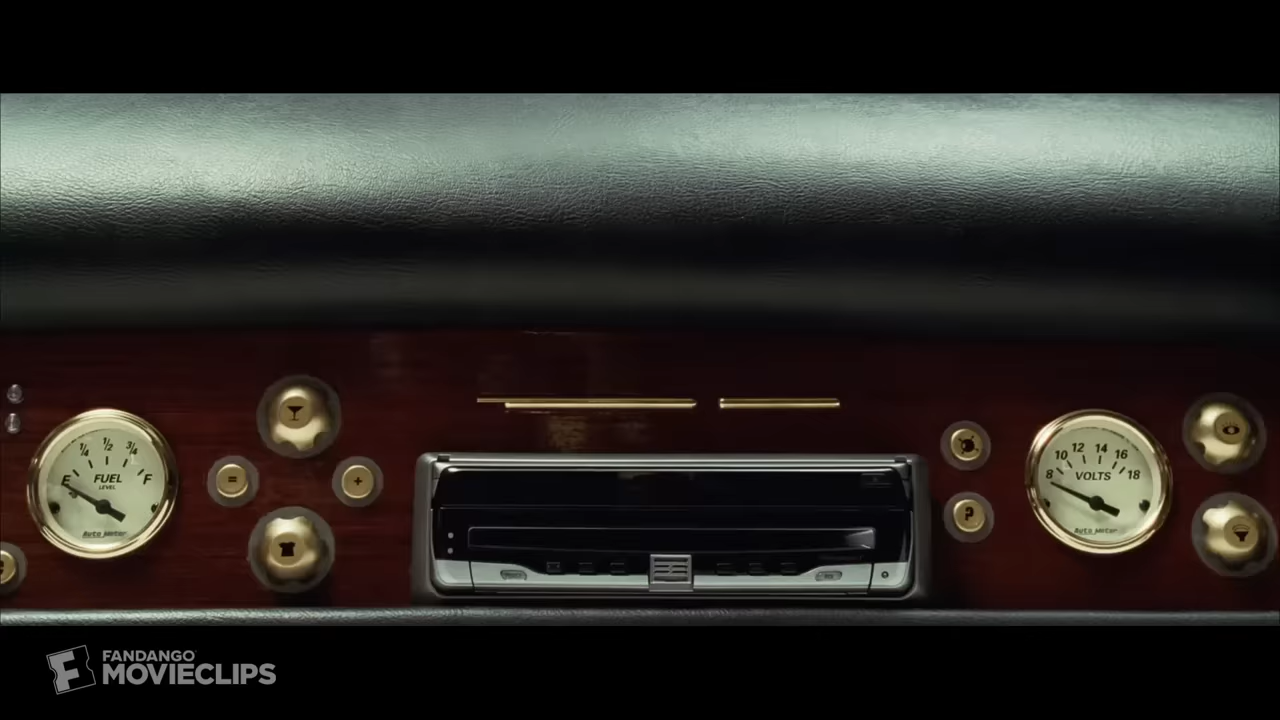 1/4 1/2 3/4
E FUEL F
LEVEL
Auto Meter
=
+
?
8 10 12 14 16 18
VOLTS
Auto Meter
FANDANGO
MOVIECLIPS